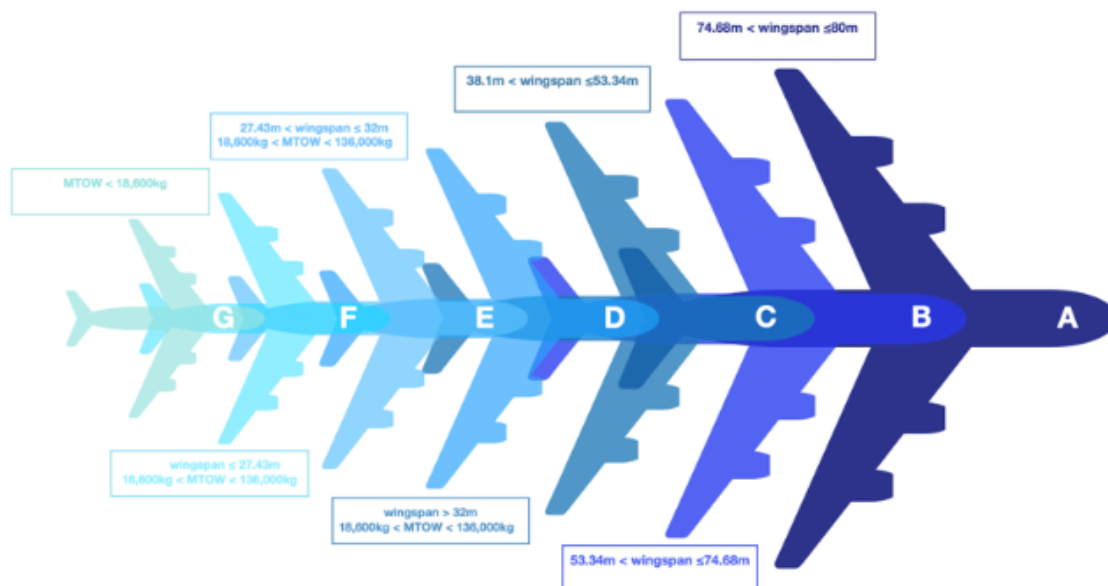 74.68m < wingspan ≤80m
38.1m < wingspan ≤53.34m
27.43m < wingspan ≤ 32m
18,600kg < MTOW < 136,000kg
MTOW < 18,600kg
G F E D C B A
wingspan ≤ 27.43m
18,600kg < MTOW < 136,000kg
wingspan > 32m
18,600kg < MTOW < 136,000kg
53.34m < wingspan ≤74.68m